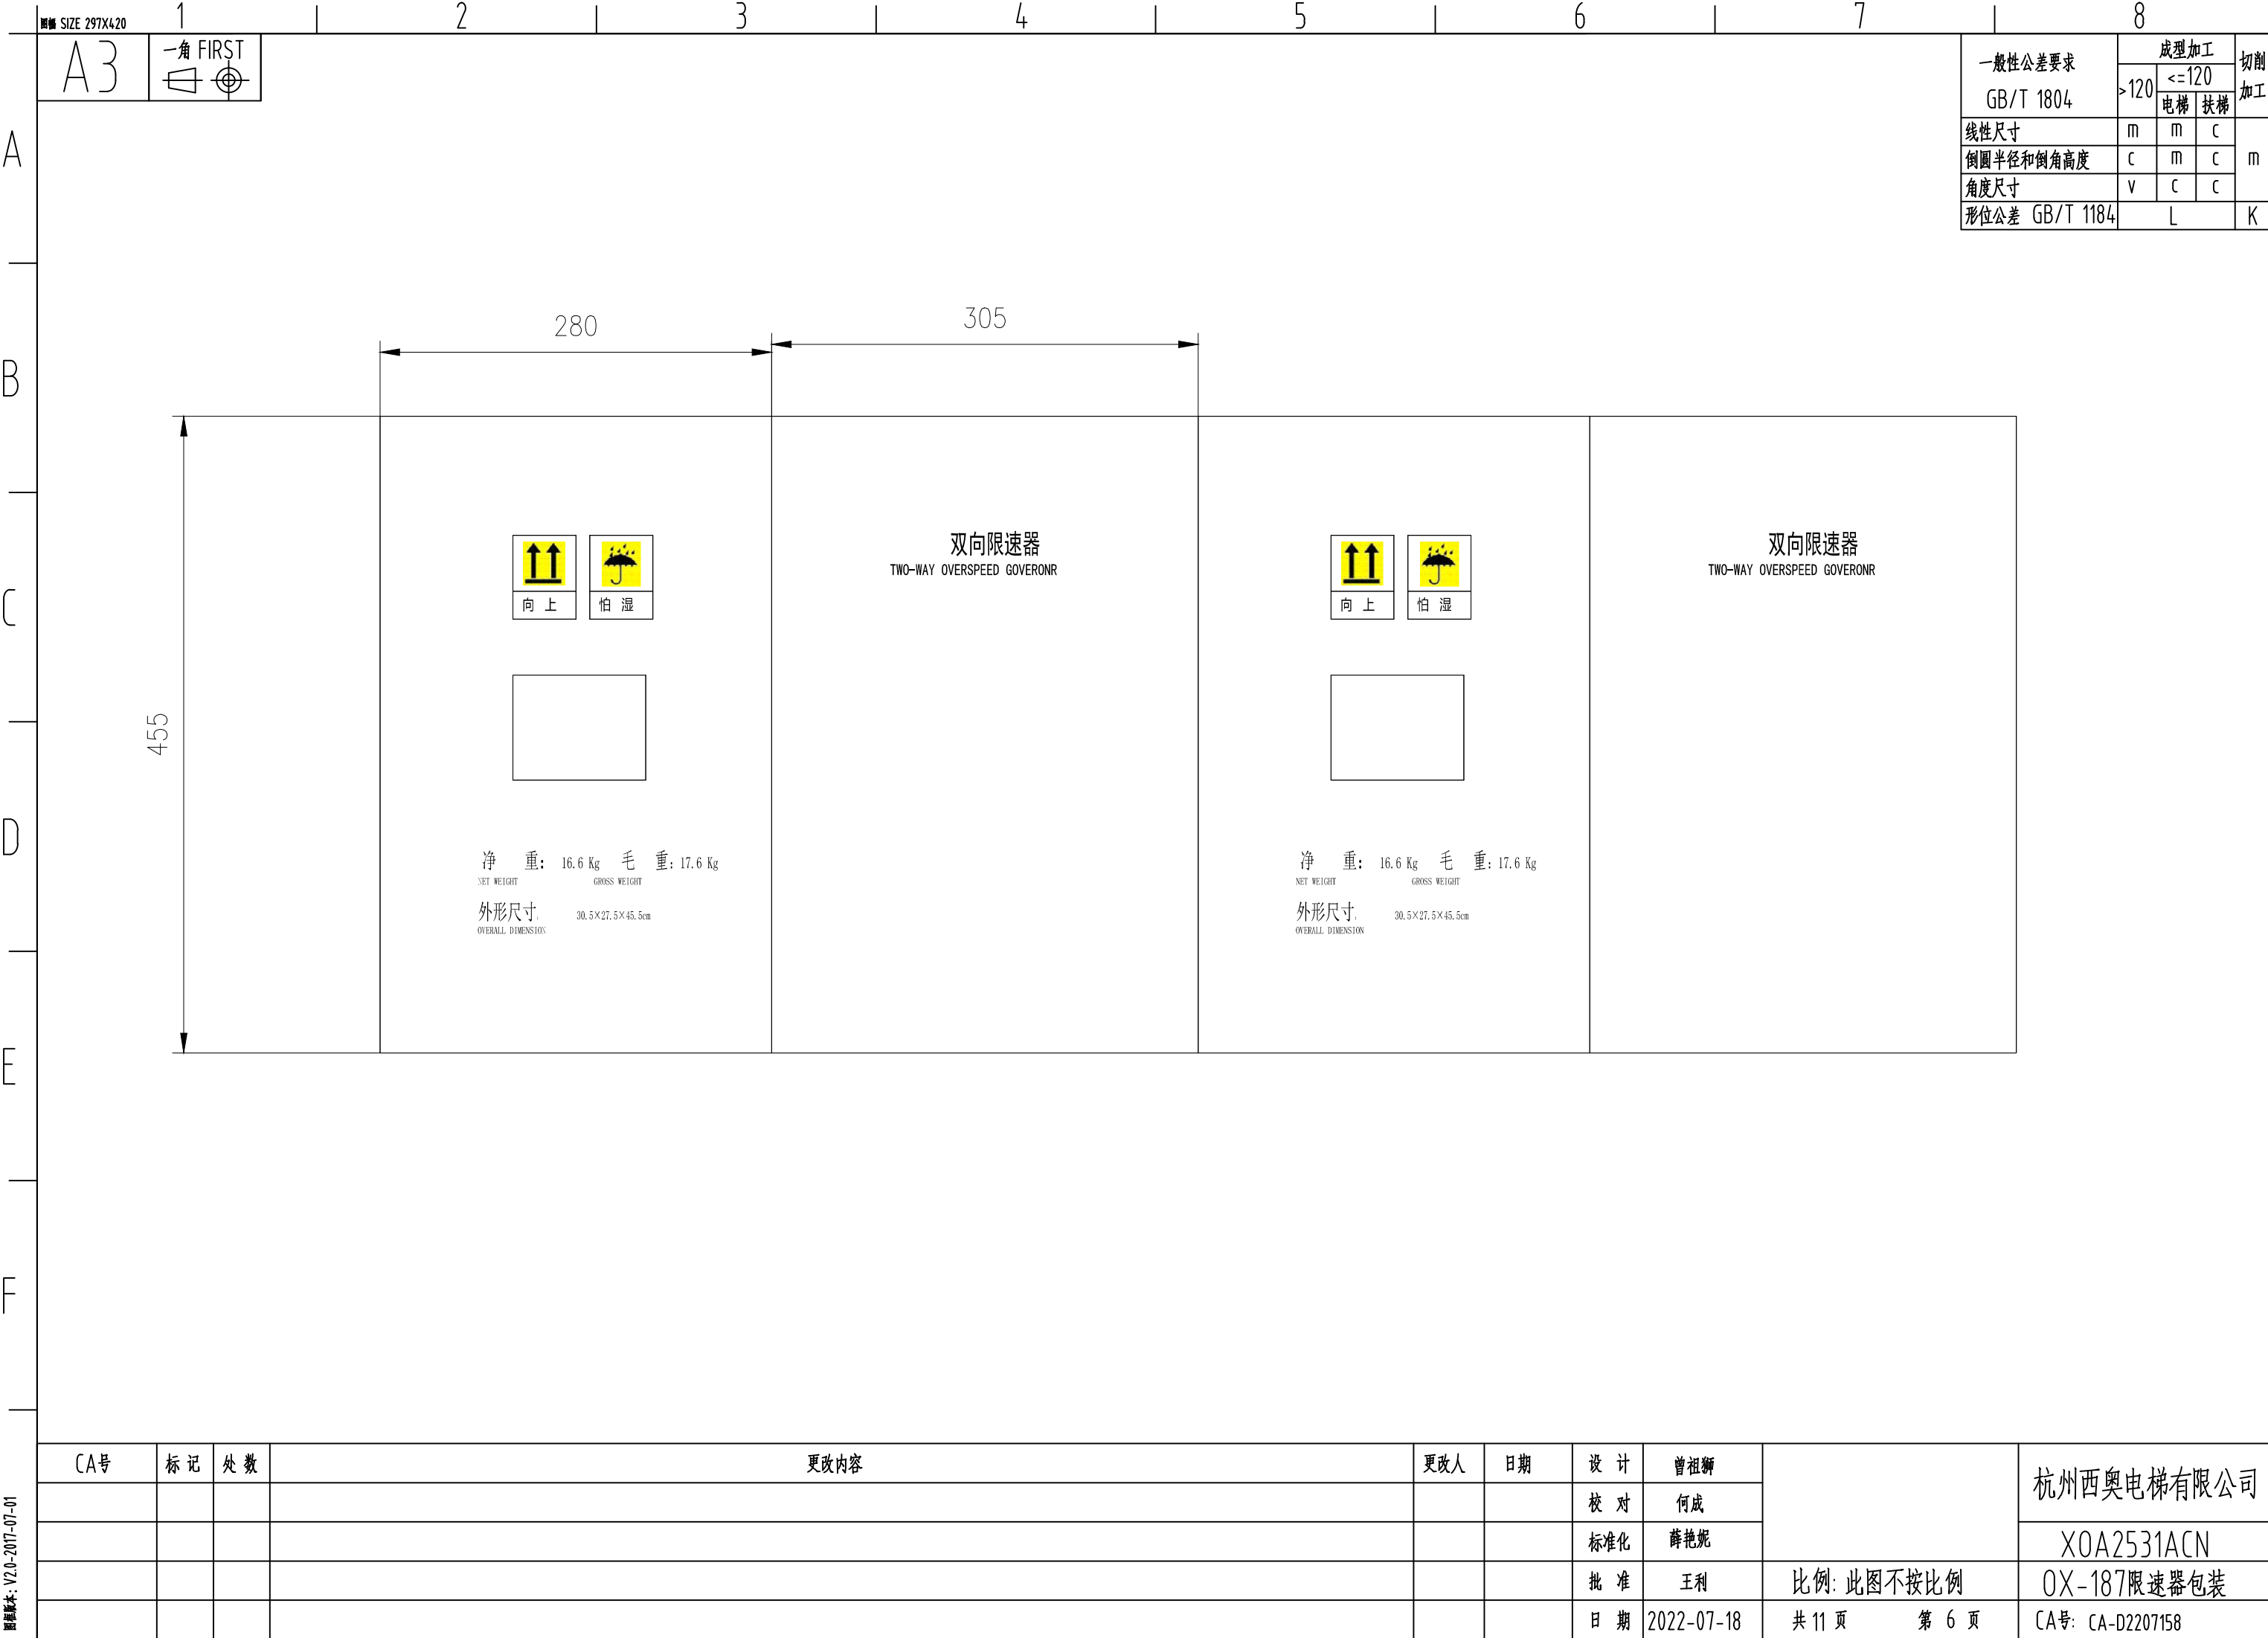 图幅 SIZE 297X420
1 2 3 4 5 6 7 8
A3
一角 FIRST
一般性公差要求
GB/T 1804
成型加工
切削
加工
>120
<=120
电梯 扶梯
线性尺寸 m m c
倒圆半径和倒角高度 c m c m
角度尺寸 v c c
形位公差 GB/T 1184 L K
A
B
C
D
E
F
280
305
455
向 上
怕 湿
双向限速器
TWO-WAY OVERSPEED GOVERONR
向 上
怕 湿
双向限速器
TWO-WAY OVERSPEED GOVERONR
净 重: 16.6 Kg 毛 重: 17.6 Kg
NET WEIGHT GROSS WEIGHT
外形尺寸:
30.5×27.5×45.5cm
OVERALL DIMENSION
净 重: 16.6 Kg 毛 重: 17.6 Kg
NET WEIGHT GROSS WEIGHT
外形尺寸:
30.5×27.5×45.5cm
OVERALL DIMENSION
CA号 标 记 处 数 更改内容 更改人 日期
设 计 曾祖狮
校 对 何成
标准化 薛艳妮
批 准 王利
日 期 2022-07-18
比例: 此图不按比例
共 11 页 第 6 页
杭州西奥电梯有限公司
XOA2531ACN
OX-187限速器包装
CA号: CA-D2207158
图框版本: V2.0-2017-07-01